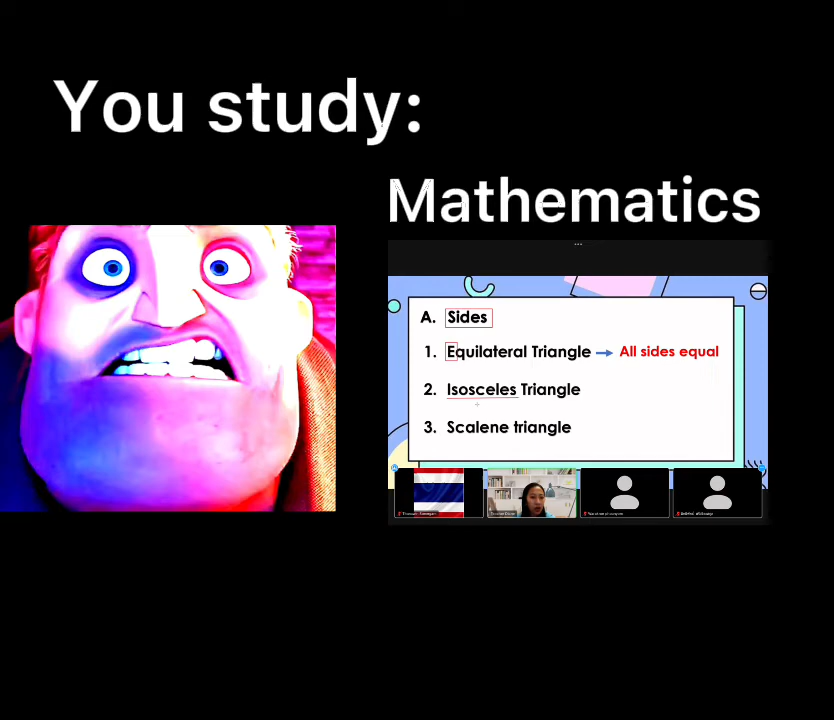 You study:
Mathematics
A. Sides
1. Equilateral Triangle → All sides equal
2. Isosceles Triangle
3. Scalene triangle